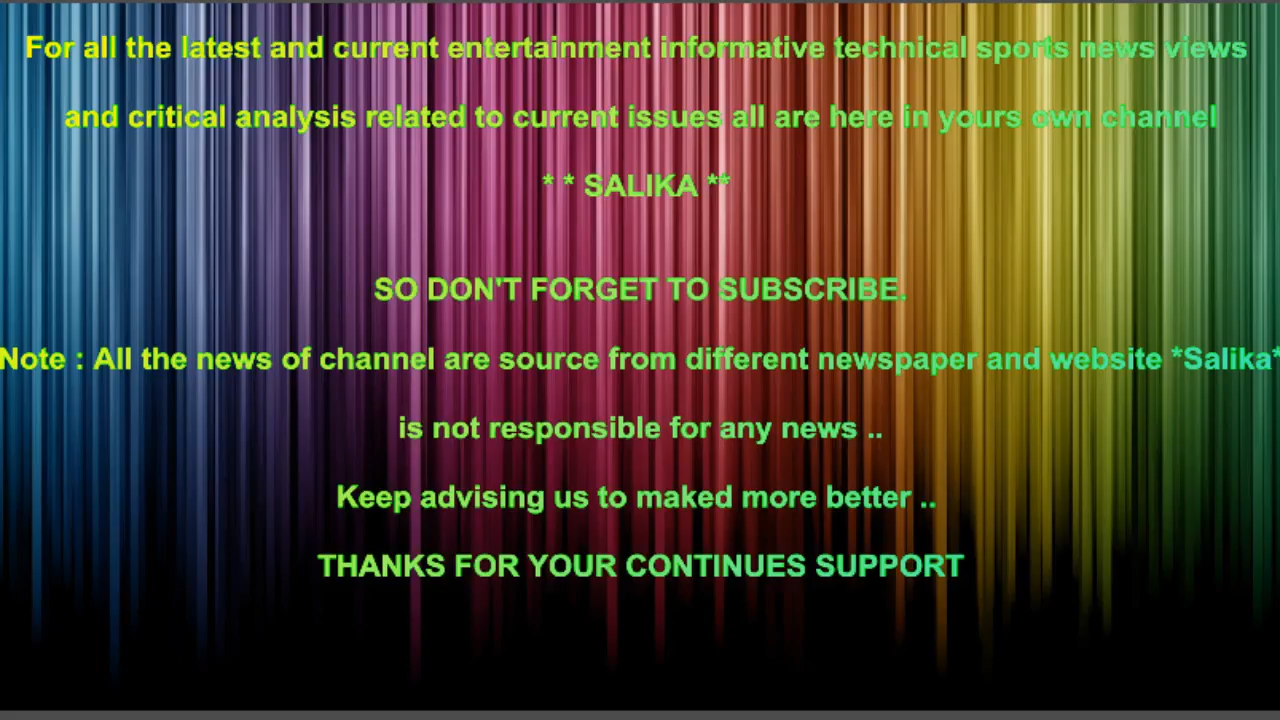 For all the latest and current entertainment informative technical sports news views
and critical analysis related to current issues all are here in yours own channel
* * SALIKA **
SO DON'T FORGET TO SUBSCRIBE.
Note : All the news of channel are source from different newspaper and website *Salika*
is not responsible for any news ..
Keep advising us to maked more better ..
THANKS FOR YOUR CONTINUES SUPPORT